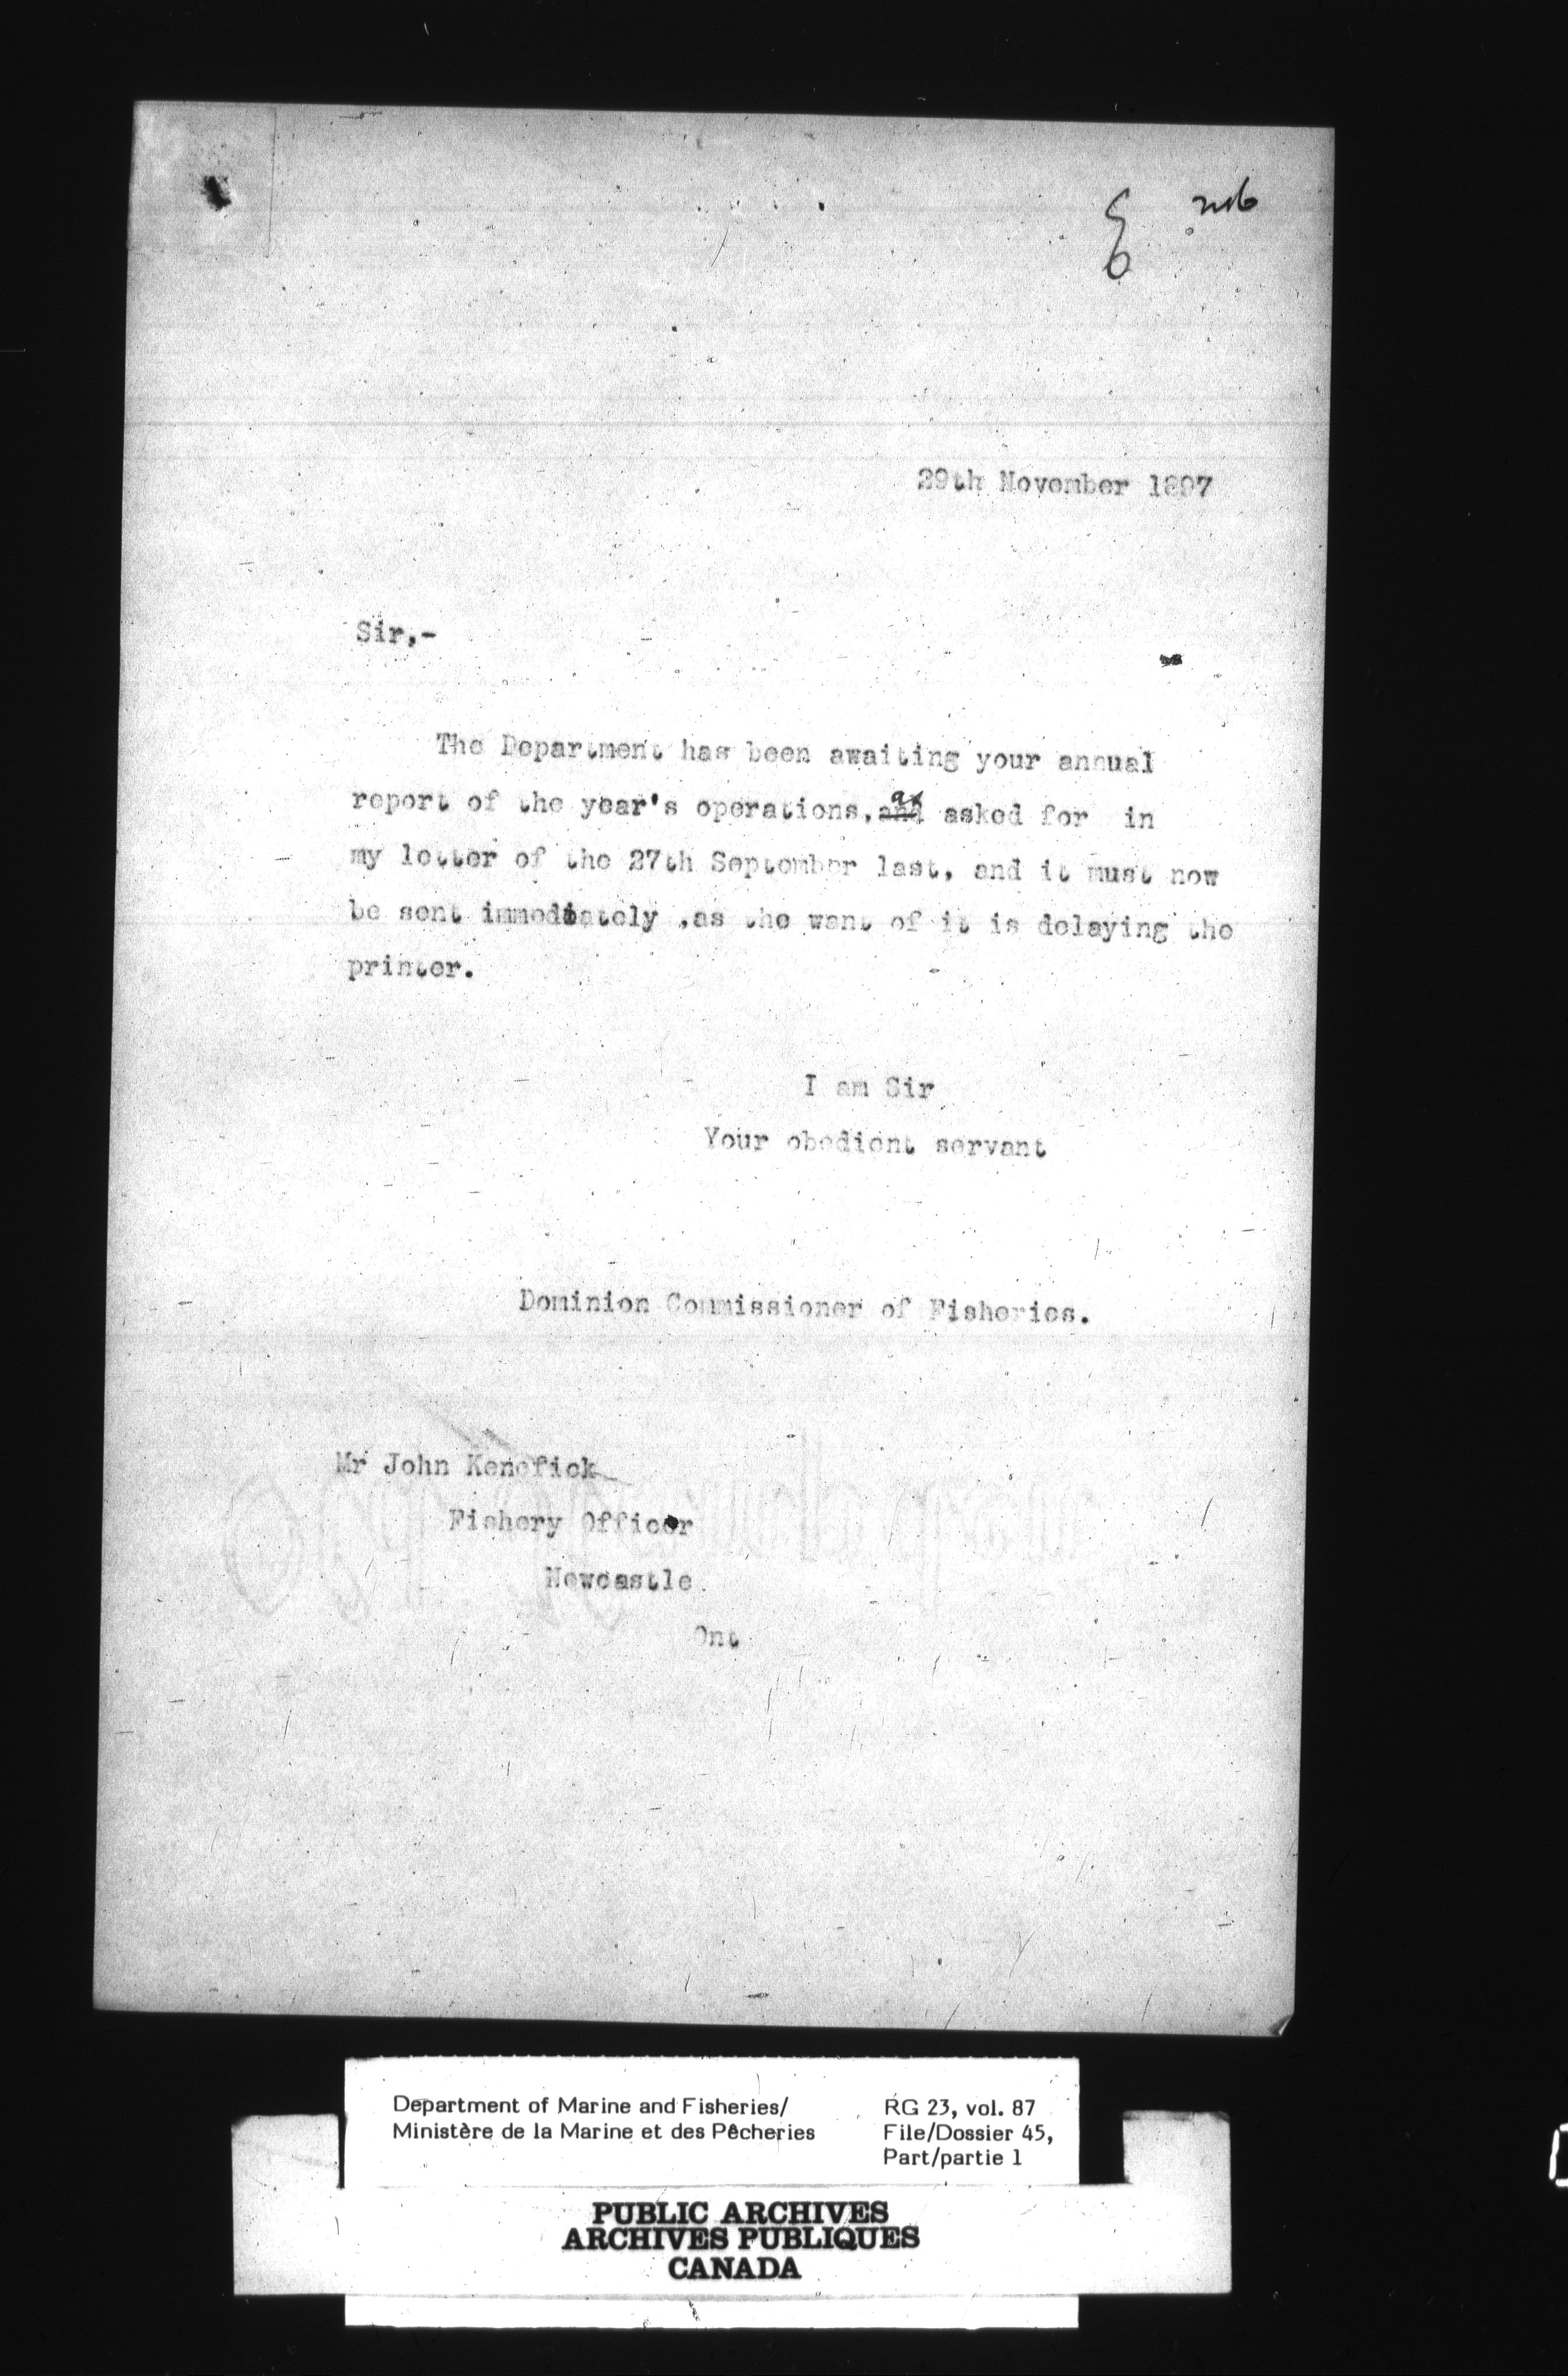 29th November 1897
Sir,-
The Department has been awaiting your annual
as
report of the year's operations, and asked for in
my letter of the 27th September last, and it must now
be sent immediately ,as the want of it is delaying the
printer.
I am Sir
Your obedient servant
Dominion Commissioner of Fisheries.
Mr John Kenefick
Fishery Officer
Newcastle
Ont
Department of Marine and Fisheries/
Ministère de la Marine et des Pêcheries
RG 23, vol. 87
File/Dossier 45,
Part/partie 1
PUBLIC ARCHIVES
ARCHIVES PUBLIQUES
CANADA